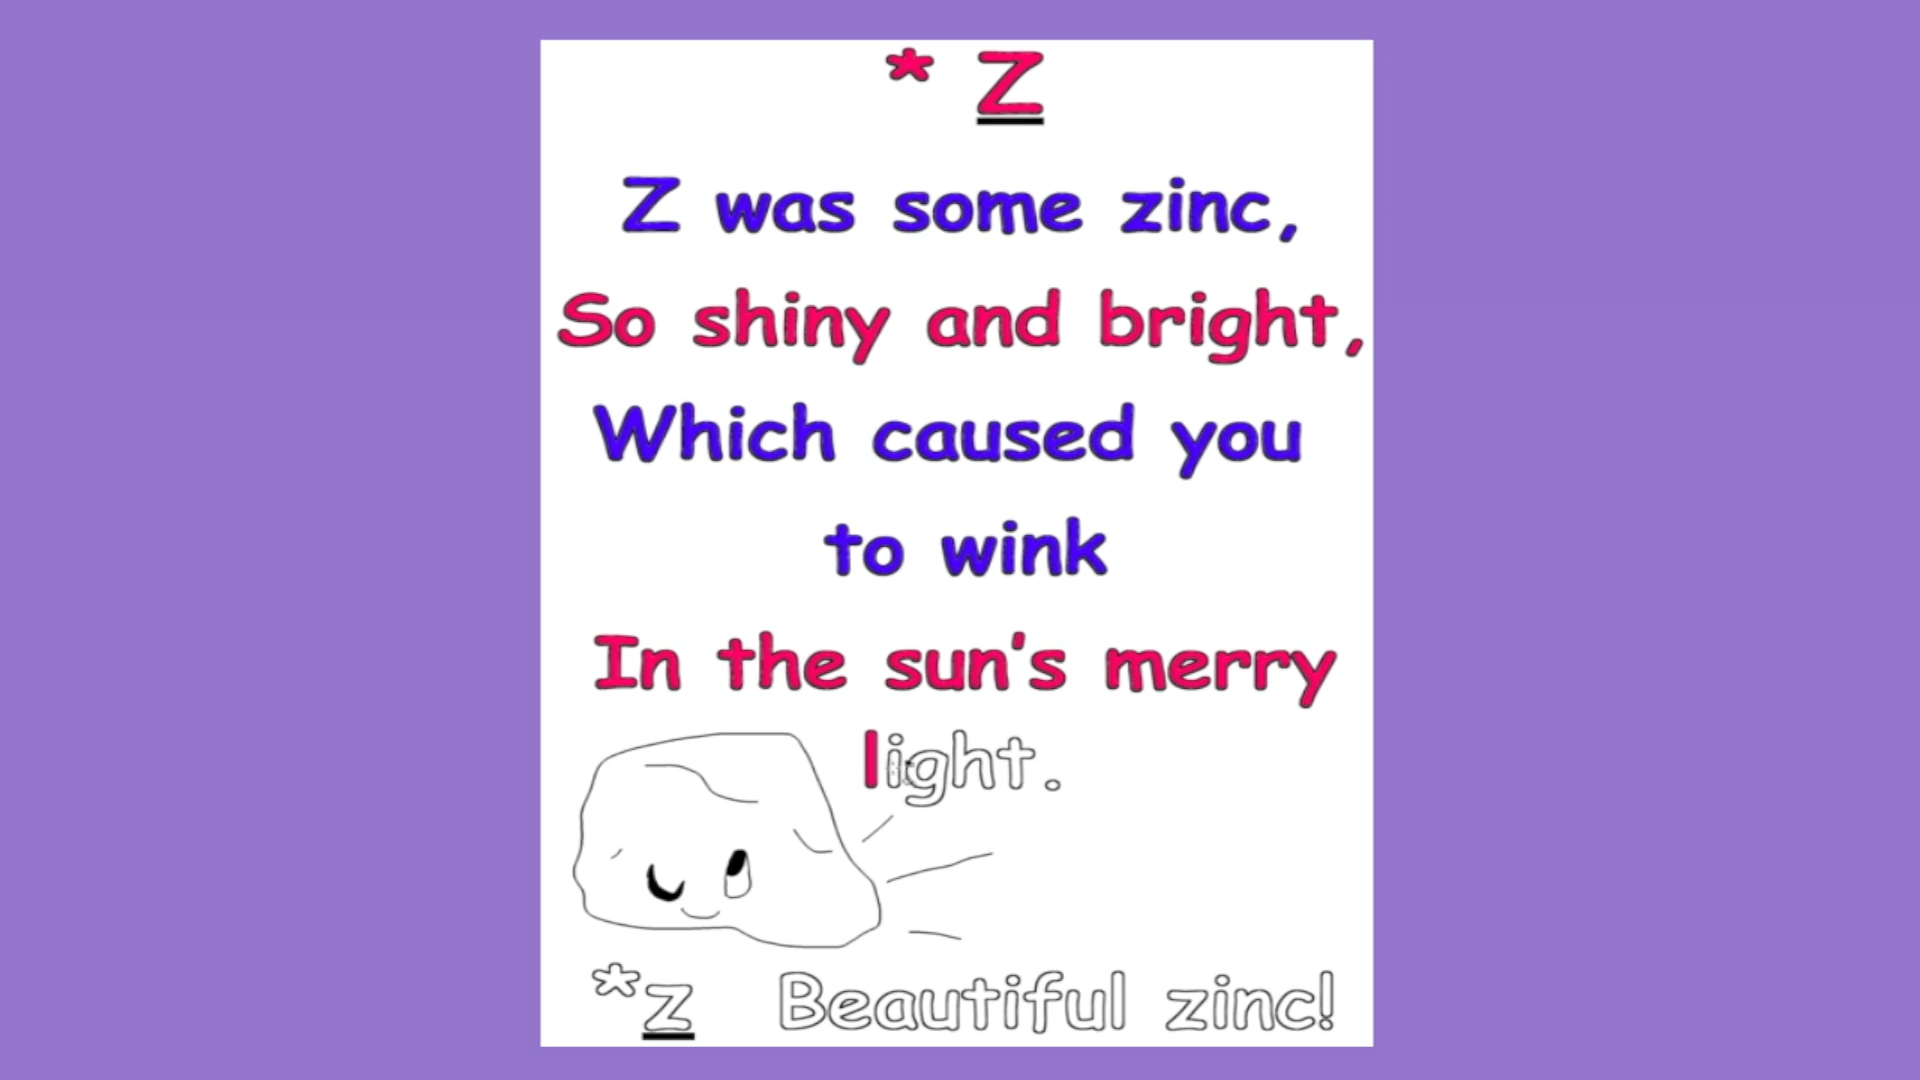 * Z
Z was some zinc,
So shiny and bright,
Which caused you
to wink
In the sun's merry
light.
*z Beautiful zinc!